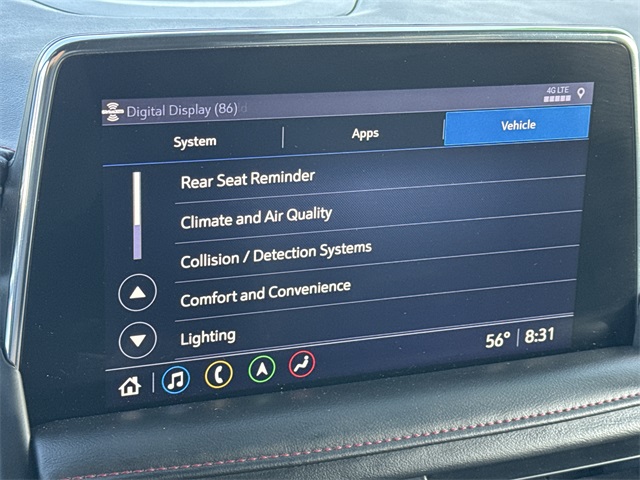 Digital Display (86)
4G LTE
System Apps Vehicle
Rear Seat Reminder
Climate and Air Quality
Collision / Detection Systems
Comfort and Convenience
Lighting
56° 8:31